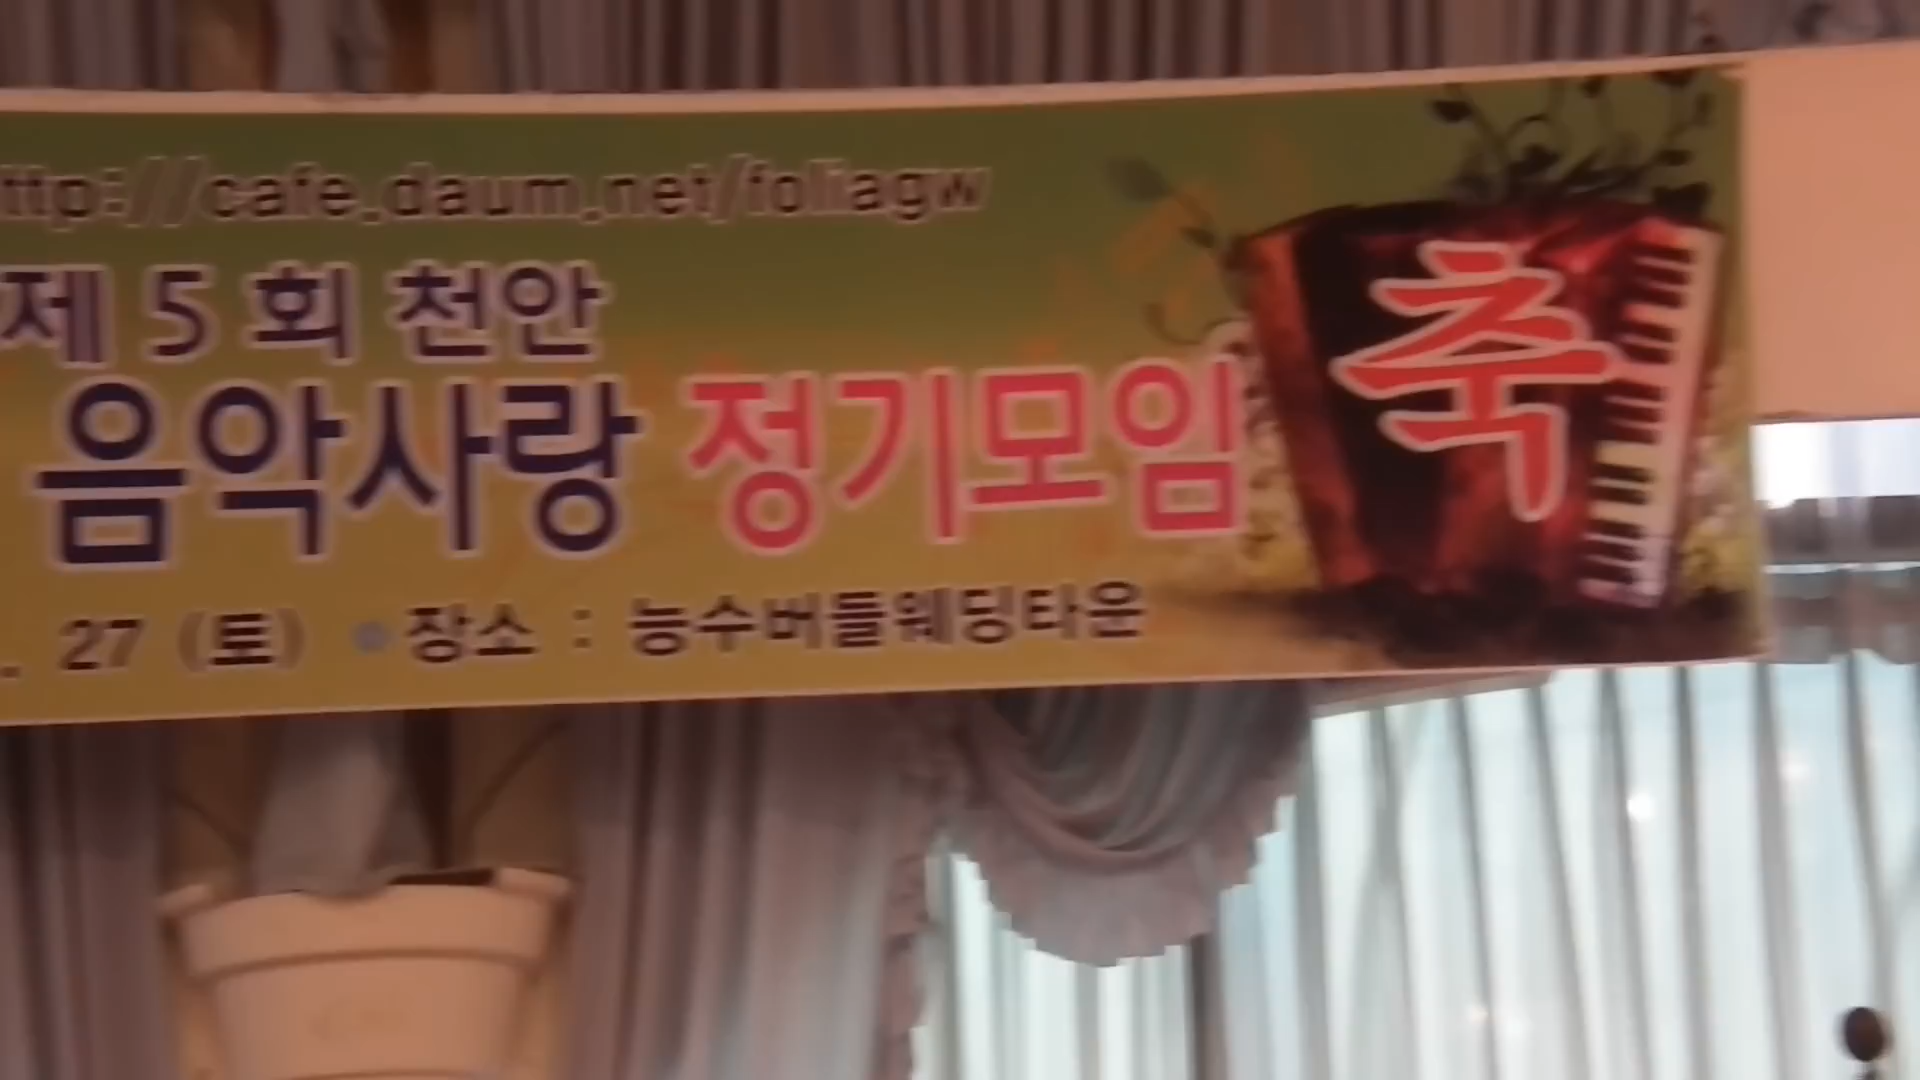 ttp://cafe.daum.net/foliagw
제 5 회 천안
음악사랑 정기모임
축
. 27 (토) ● 장소 : 능수버들웨딩타운